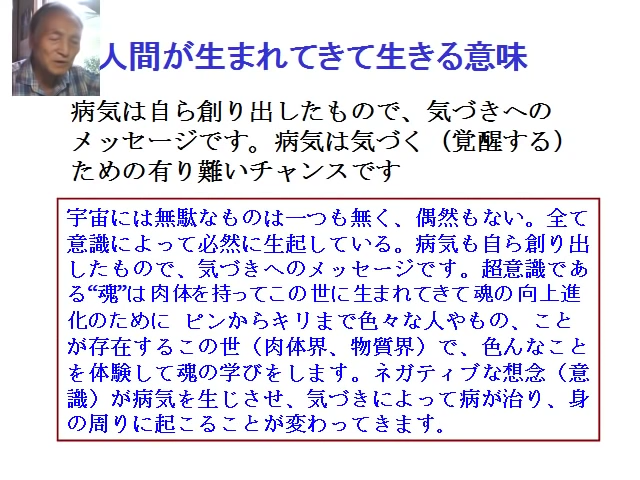 人間が生まれてきて生きる意味
病気は自ら創り出したもので、気づきへの
メッセージです。病気は気づく（覚醒する）
ための有り難いチャンスです
宇宙には無駄なものは一つも無く、偶然もない。全て
意識によって必然に生起している。病気も自ら創り出
したもので、気づきへのメッセージです。超意識であ
る“魂”は 肉体を持ってこの世に生まれてきて 魂の 向上進
化のために ピンからキリまで色々な人やもの、こと
が存在するこの世（肉体界、物質界）で、色んなこと
を体験して魂の学びをします。ネガティブな想念（意
識）が病気を生じさせ、気づきによって病が治り、身
の周りに起こることが変わってきます。